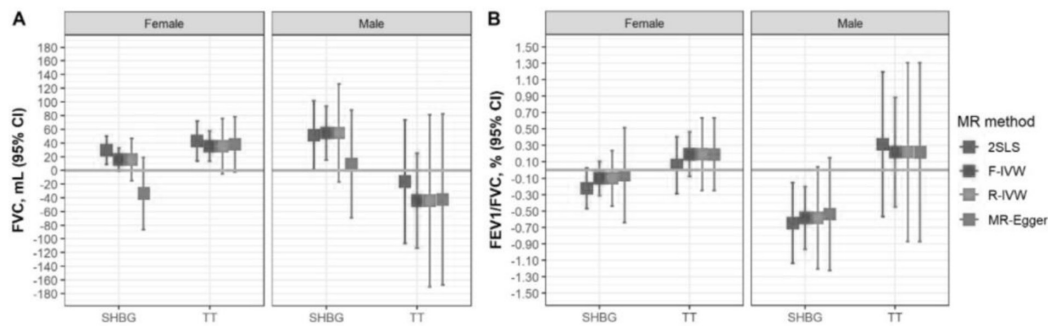 A
Female
Male
FVC, mL (95% CI)
180
160
140
120
100
80
60
40
20
0
-20
-40
-60
-80
-100
-120
-140
-160
-180
SHBG
TT
SHBG
TT
B
Female
Male
FEV1/FVC, % (95% CI)
1.50
1.30
1.10
0.90
0.70
0.50
0.30
0.10
-0.10
-0.30
-0.50
-0.70
-0.90
-1.10
-1.30
-1.50
SHBG
TT
SHBG
TT
MR method
2SLS
F-IVW
R-IVW
MR-Egger